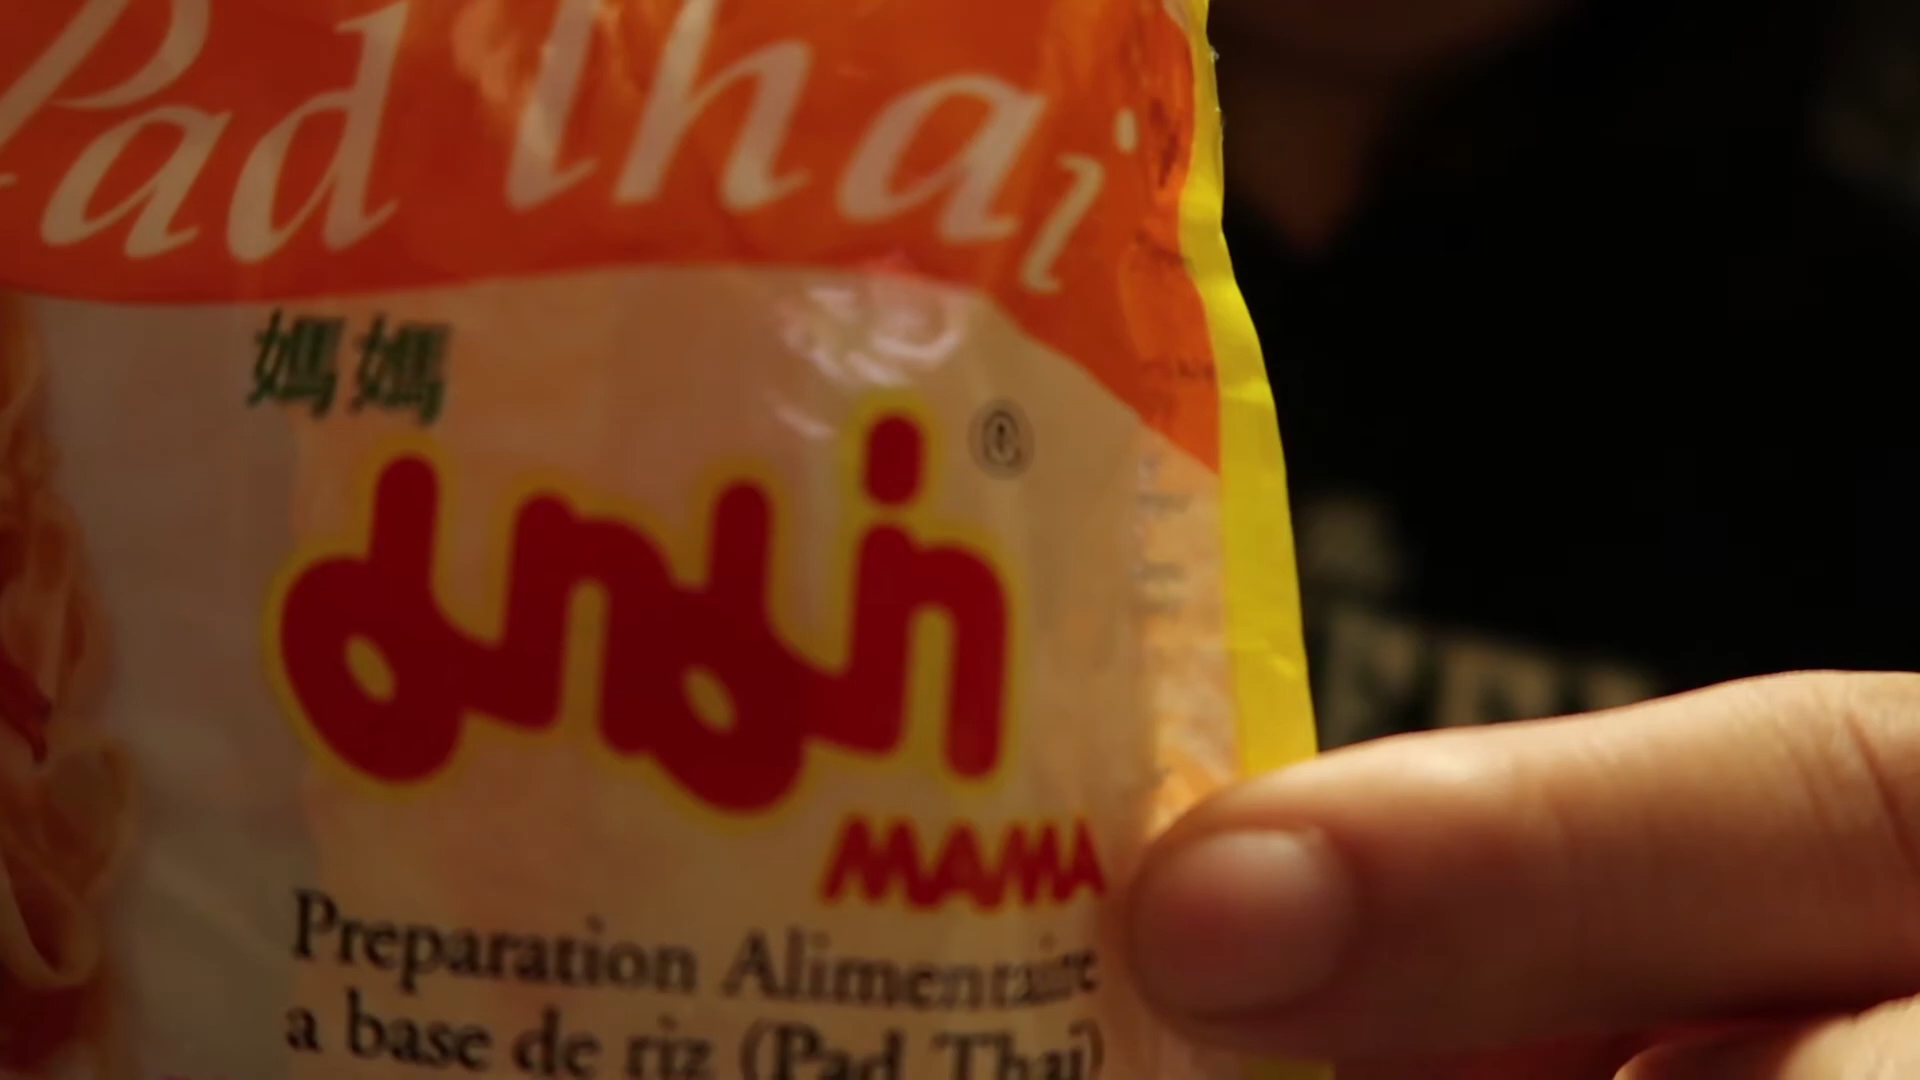 Pad Thai
媽媽
มาม่า ®
MAMA
Preparation Alimentaire
a base de riz (Pad Thai)